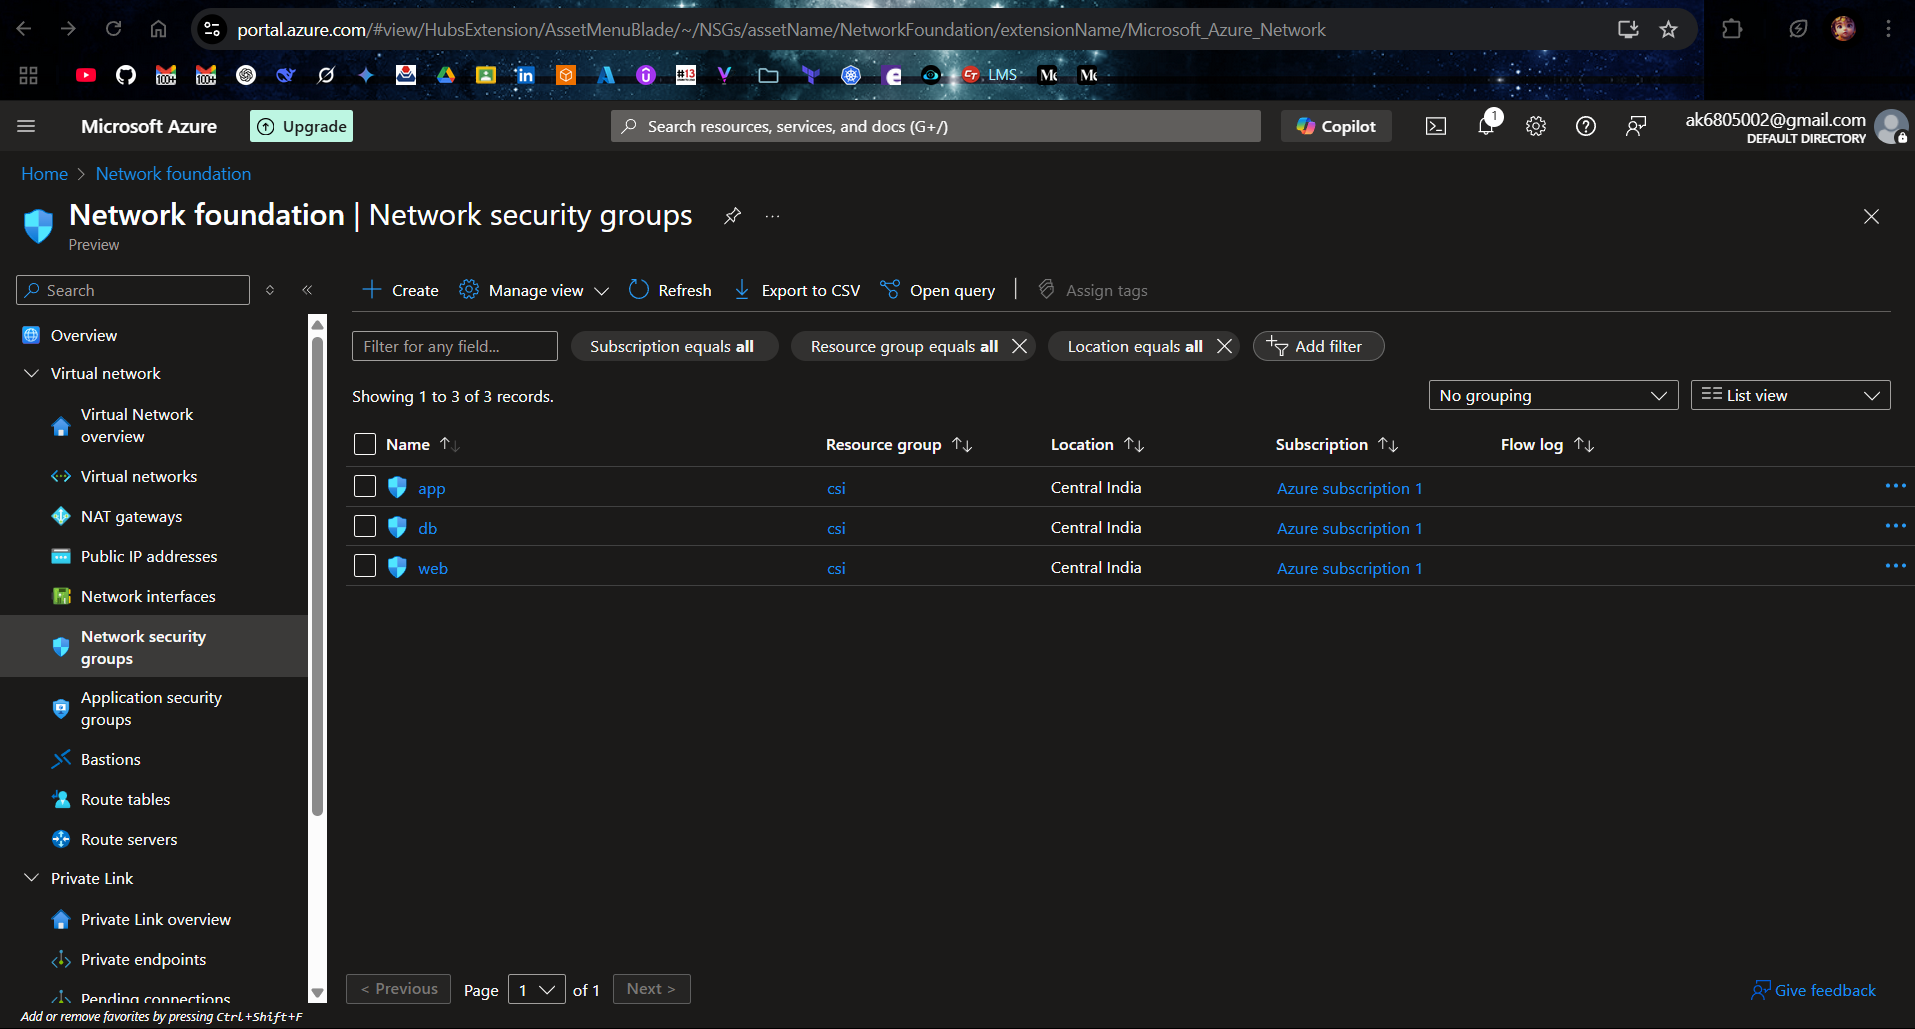 portal.azure.com/#view/HubsExtension/AssetMenuBlade/~/NSGs/assetName/NetworkFoundation/extensionName/Microsoft_Azure_Network
100+ 100+ #13 LMS
Microsoft Azure Upgrade Search resources, services, and docs (G+/) Copilot 1 ak6805002@gmail.com
DEFAULT DIRECTORY
Home > Network foundation
Network foundation | Network security groups ...
Preview
Search
Overview
Virtual network
Virtual Network
overview
Virtual networks
NAT gateways
Public IP addresses
Network interfaces
Network security
groups
Application security
groups
Bastions
Route tables
Route servers
Private Link
Private Link overview
Private endpoints
Pending connections
Add or remove favorites by pressing Ctrl+Shift+F
Create Manage view Refresh Export to CSV Open query | Assign tags
Filter for any field... Subscription equals all Resource group equals all Location equals all Add filter
Showing 1 to 3 of 3 records. No grouping List view
Name Resource group Location Subscription Flow log
app csi Central India Azure subscription 1 ...
db csi Central India Azure subscription 1 ...
web csi Central India Azure subscription 1 ...
< Previous Page 1 of 1 Next > Give feedback